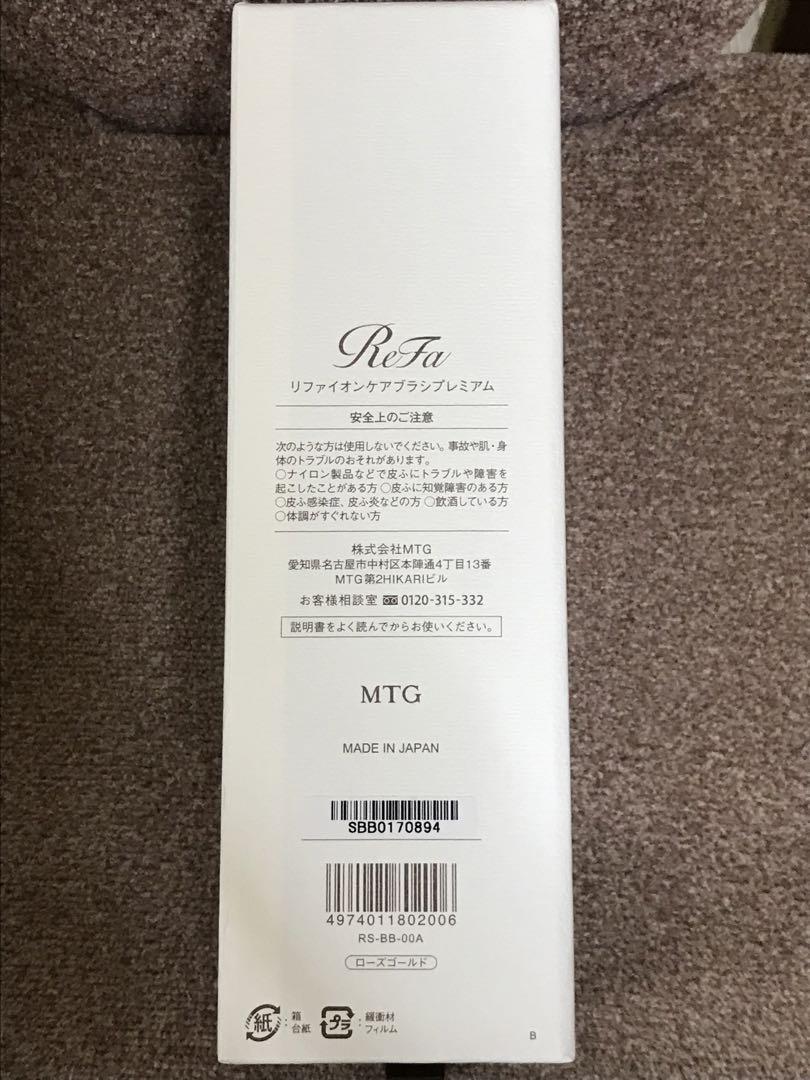 ReFa
リファイオンケアブラシプレミアム
安全上のご注意
次のような方は使用しないでください。事故や肌・身
体のトラブルのおそれがあります。
○ナイロン製品などで皮ふにトラブルや障害を
起こしたことがある方 ○皮ふに知覚障害のある方
○皮ふ感染症、皮ふ炎などの方 ○飲酒している方
○体調がすぐれない方
株式会社MTG
愛知県名古屋市中村区本陣通4丁目13番
MTG第2HIKARIビル
お客様相談室 0120-315-332
説明書をよく読んでからお使いください。
MTG
MADE IN JAPAN
SBB0170894
4974011802006
RS-BB-00A
ローズゴールド
紙 : 箱 台紙
プラ : 緩衝材 フィルム
B